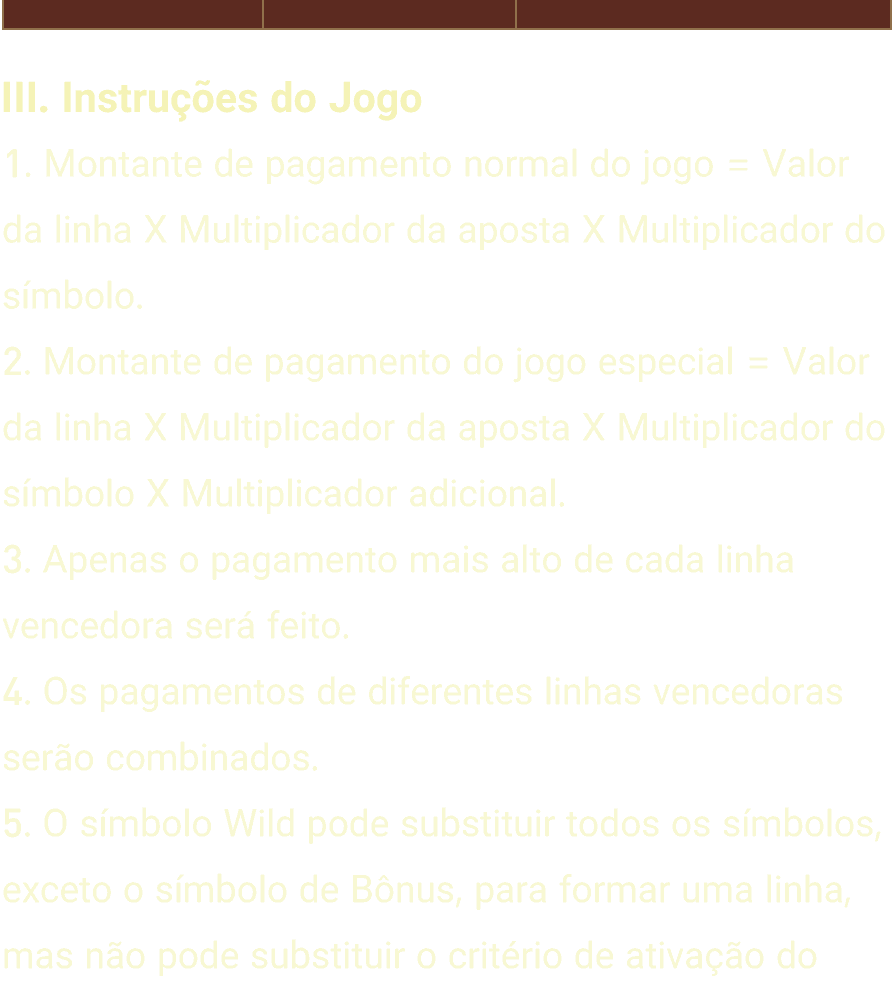 III. Instruções do Jogo
1. Montante de pagamento normal do jogo = Valor
da linha X Multiplicador da aposta X Multiplicador do
símbolo.
2. Montante de pagamento do jogo especial = Valor
da linha X Multiplicador da aposta X Multiplicador do
símbolo X Multiplicador adicional.
3. Apenas o pagamento mais alto de cada linha
vencedora será feito.
4. Os pagamentos de diferentes linhas vencedoras
serão combinados.
5. O símbolo Wild pode substituir todos os símbolos,
exceto o símbolo de Bônus, para formar uma linha,
mas não pode substituir o critério de ativação do